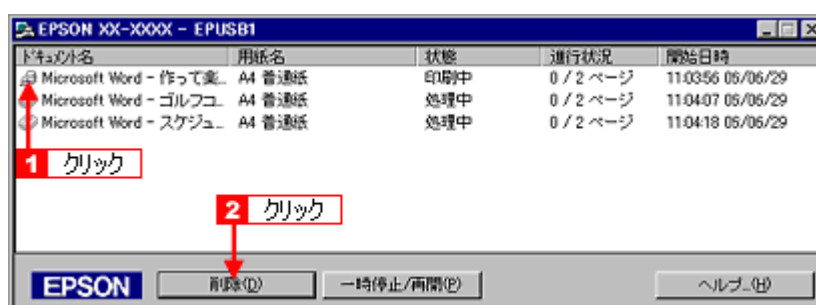 EPSON XX-XXXX - EPUSB1
ドキュメント名 用紙名 状態 進行状況 開始日時
Microsoft Word - 作って楽... A4 普通紙 印刷中 0 / 2 ページ 11:03:56 05/06/29
Microsoft Word - ゴルフコ... A4 普通紙 処理中 0 / 2 ページ 11:04:07 05/06/29
Microsoft Word - スケジュ... A4 普通紙 処理中 0 / 2 ページ 11:04:18 05/06/29
1 クリック
2 クリック
EPSON 削除(D) 一時停止/再開(P) ヘルプ...(H)